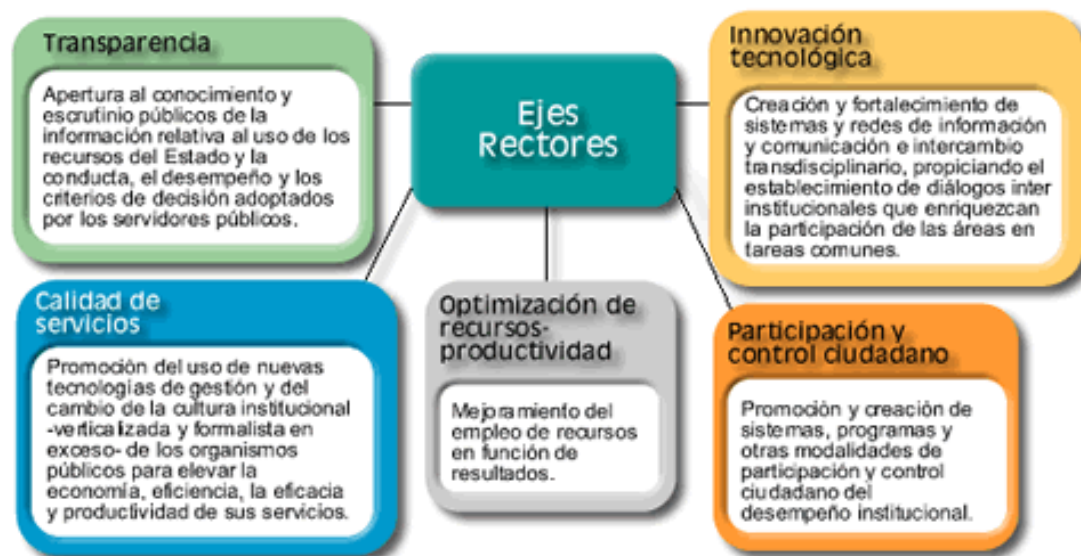 Transparencia
Apertura al conocimiento y
escrutinio públicos de la
información relativa al uso de los
recursos del Estado y la
conducta, el desempeño y los
criterios de decisión adoptados
por los servidores públicos.
Ejes
Rectores
Innovación
tecnológica
Creación y fortalecimiento de
sistemas y redes de información
y comunicación e intercambio
transdisciplinario, propiciando el
establecimiento de diálogos inter
institucionales que enriquezcan
la participación de las áreas en
tareas comunes.
Calidad de
servicios
Promoción del uso de nuevas
tecnologías de gestión y del
cambio de la cultura institucional
-verticalizada y formalista en
exceso- de los organismos
públicos para elevar la
economía, eficiencia, la eficacia
y productividad de sus servicios.
Optimización de
recursos-
productividad
Mejoramiento del
empleo de recursos
en función de
resultados.
Participación y
control ciudadano
Promoción y creación de
sistemas, programas y
otras modalidades de
participación y control
ciudadano del
desempeño institucional.